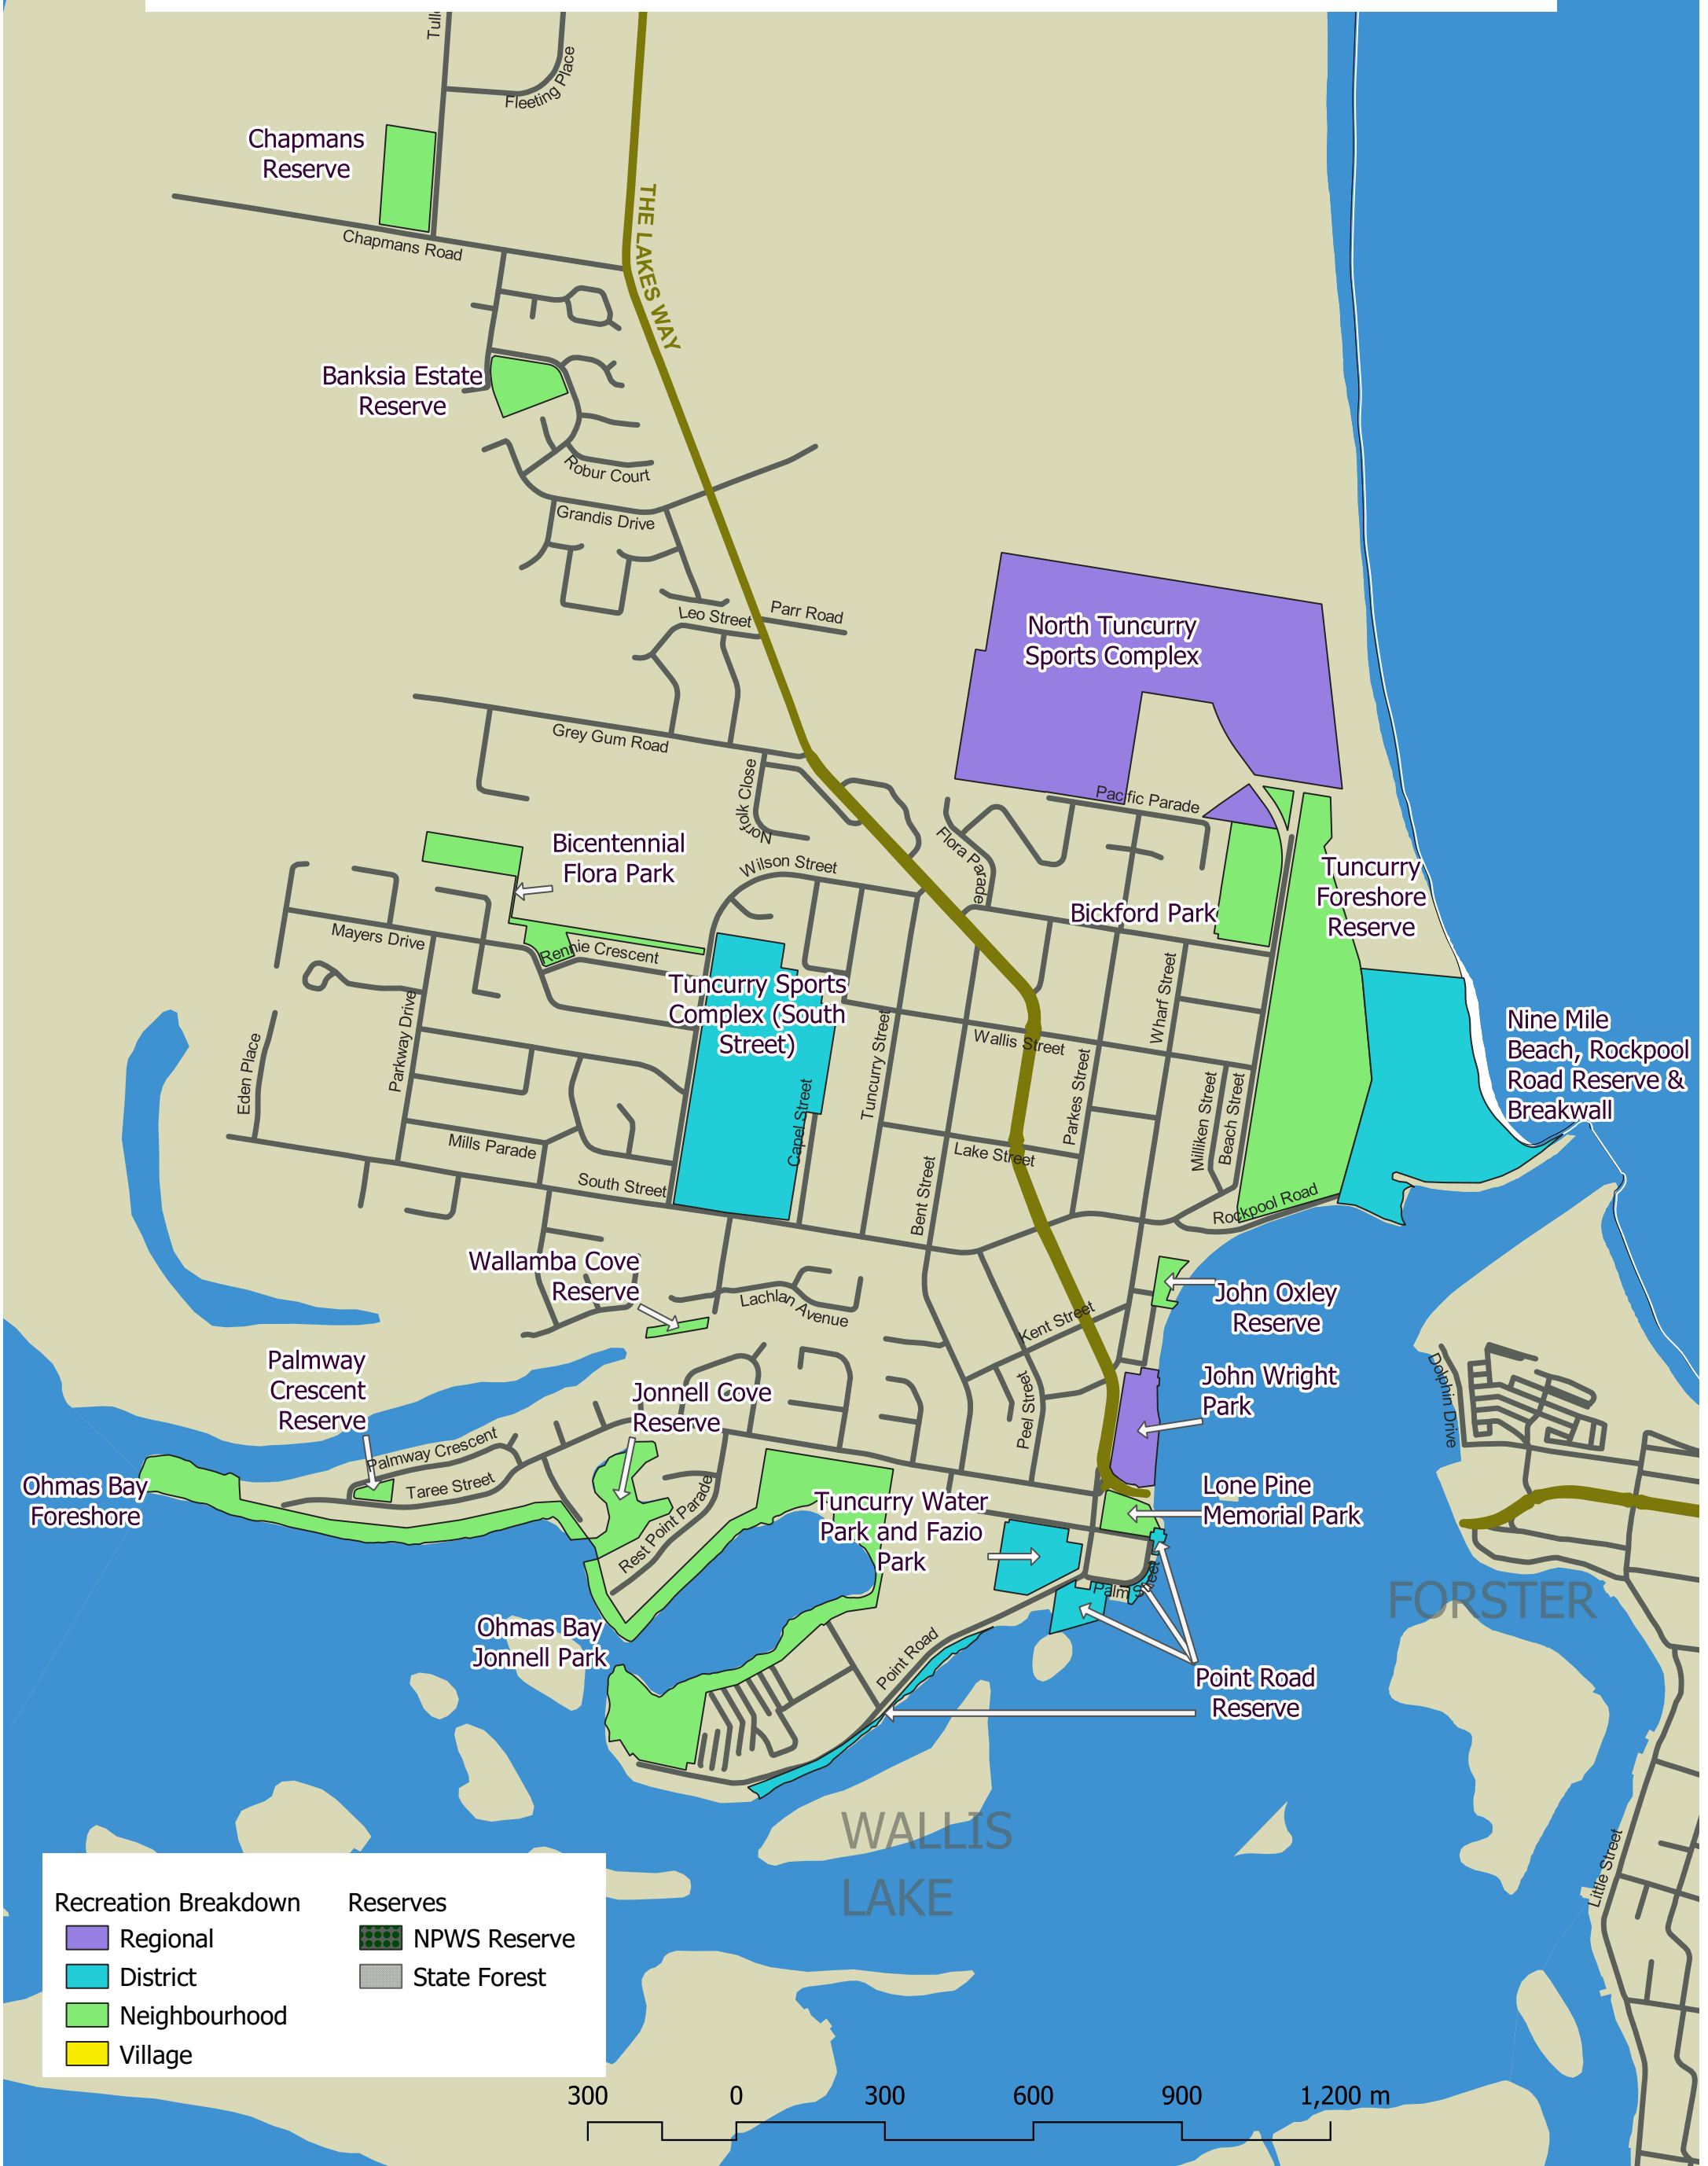 Fleeting Place
Chapmans
Reserve
Chapmans Road
THE LAKES WAY
Banksia Estate
Reserve
Robur Court
Grandis Drive
Leo Street
Parr Road
North Tuncurry
Sports Complex
Grey Gum Road
Norfolk Close
Pacific Parade
Flora Parade
Bicentennial
Flora Park
Wilson Street
Tuncurry
Foreshore
Reserve
Bickford Park
Mayers Drive
Rennie Crescent
Tuncurry Sports
Complex (South
Street)
Wharf Street
Nine Mile
Beach, Rockpool
Road Reserve &
Breakwall
Eden Place
Parkway Drive
Tuncurry Street
Wallis Street
Parkes Street
Milliken Street
Beach Street
Capel Street
Mills Parade
Lake Street
South Street
Bent Street
Rockpool Road
Wallamba Cove
Reserve
Lachlan Avenue
Kent Street
John Oxley
Reserve
Palmway
Crescent
Reserve
Jonnell Cove
Reserve
Peel Street
John Wright
Park
Dolphin Drive
Palmway Crescent
Taree Street
Ohmas Bay
Foreshore
Rest Point Parade
Tuncurry Water
Park and Fazio
Park
Lone Pine
Memorial Park
Palm Street
FORSTER
Ohmas Bay
Jonnell Park
Point Road
Point Road
Reserve
WALLIS
LAKE
Little Street
Recreation Breakdown
Regional
District
Neighbourhood
Village
Reserves
NPWS Reserve
State Forest
300 0 300 600 900 1,200 m